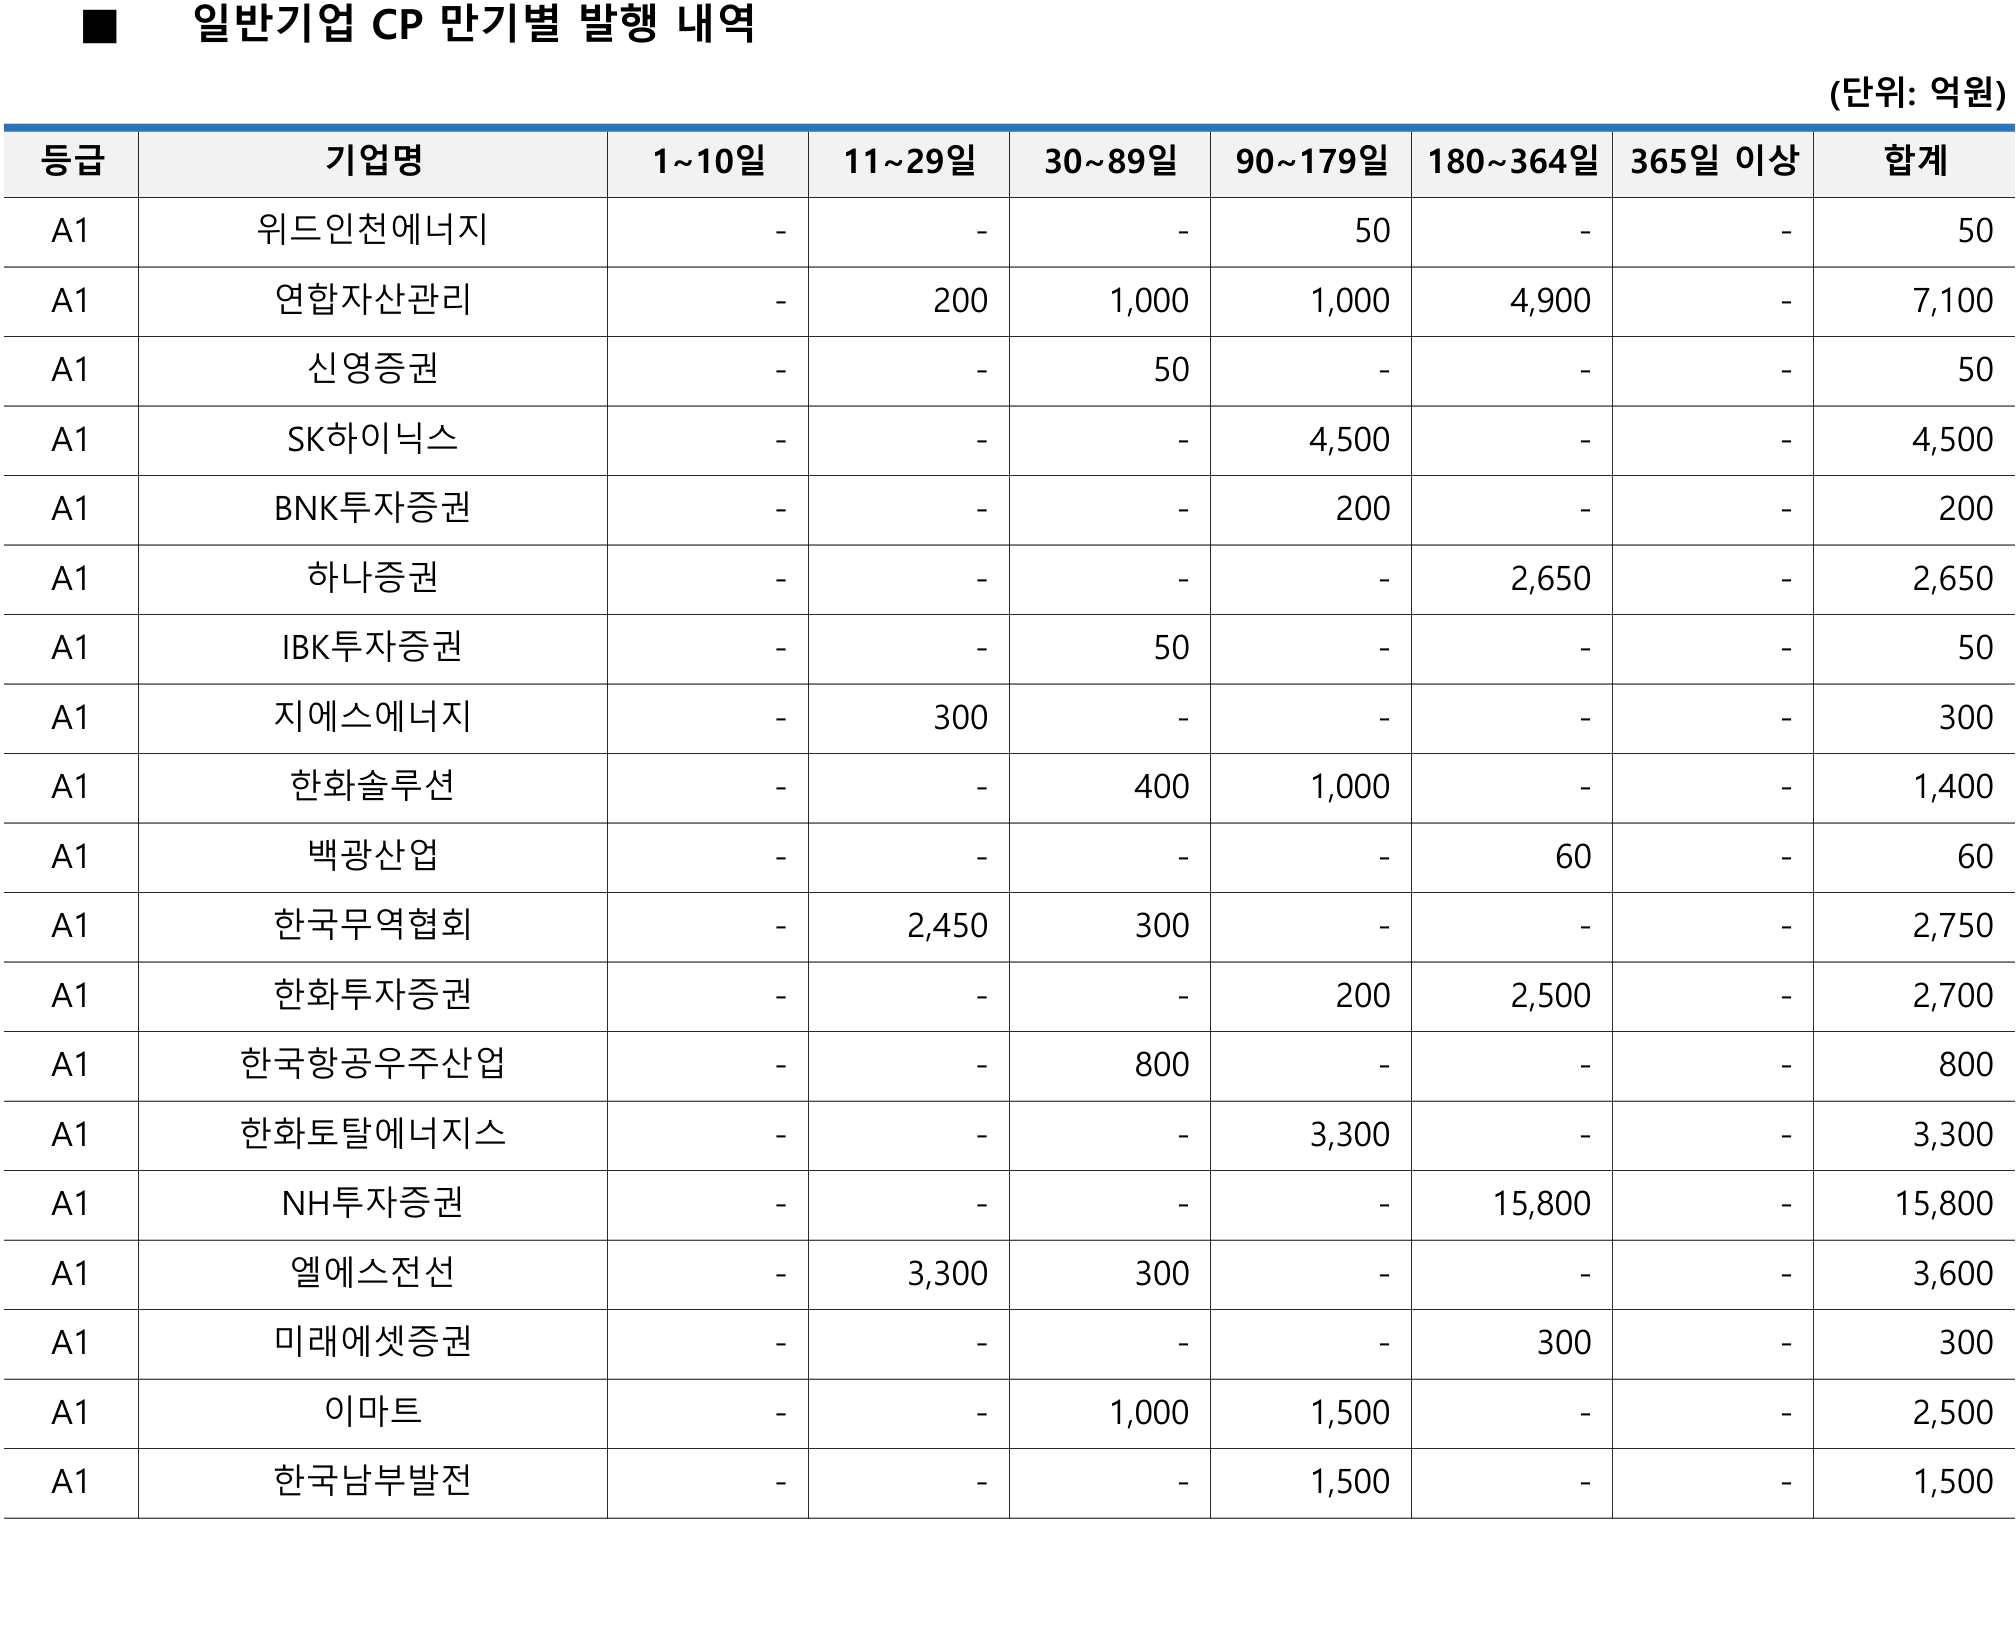 ■ 일반기업 CP 만기별 발행 내역
(단위: 억원)
등급 기업명 1~10일 11~29일 30~89일 90~179일 180~364일 365일 이상 합계
A1 위드인천에너지 - - - 50 - - 50
A1 연합자산관리 - 200 1,000 1,000 4,900 - 7,100
A1 신영증권 - - 50 - - - 50
A1 SK하이닉스 - - - 4,500 - - 4,500
A1 BNK투자증권 - - - 200 - - 200
A1 하나증권 - - - - 2,650 - 2,650
A1 IBK투자증권 - - 50 - - - 50
A1 지에스에너지 - 300 - - - - 300
A1 한화솔루션 - - 400 1,000 - - 1,400
A1 백광산업 - - - - 60 - 60
A1 한국무역협회 - 2,450 300 - - - 2,750
A1 한화투자증권 - - - 200 2,500 - 2,700
A1 한국항공우주산업 - - 800 - - - 800
A1 한화토탈에너지스 - - - 3,300 - - 3,300
A1 NH투자증권 - - - - 15,800 - 15,800
A1 엘에스전선 - 3,300 300 - - - 3,600
A1 미래에셋증권 - - - - 300 - 300
A1 이마트 - - 1,000 1,500 - - 2,500
A1 한국남부발전 - - - 1,500 - - 1,500